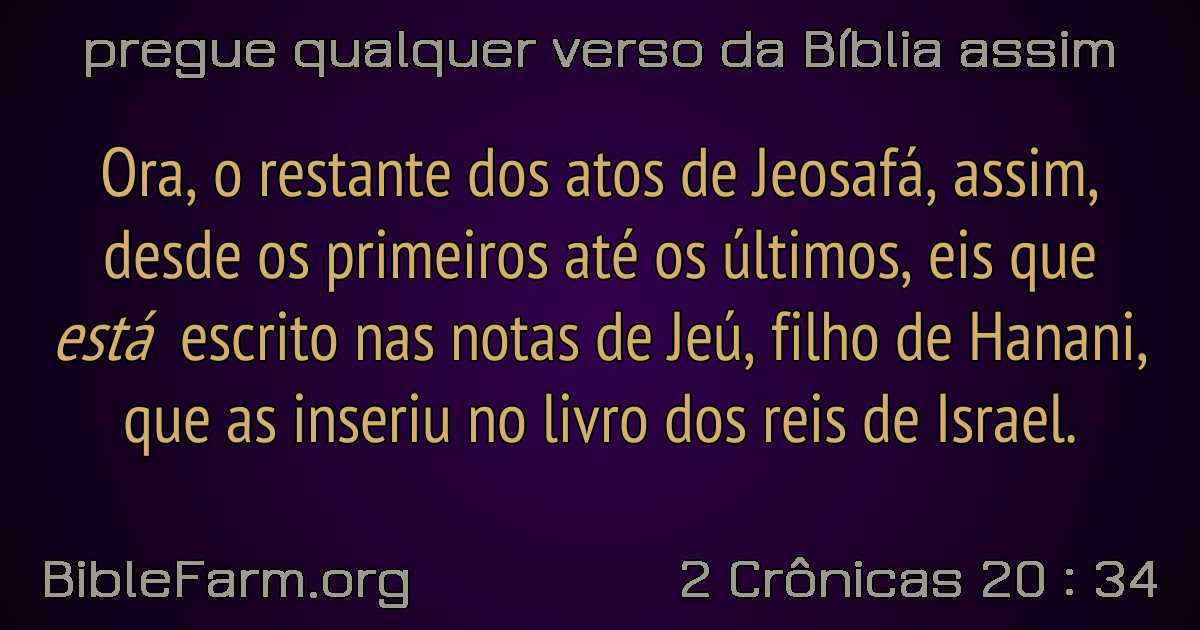 pregue qualquer verso da Bíblia assim
Ora, o restante dos atos de Jeosafá, assim,
desde os primeiros até os últimos, eis que
está escrito nas notas de Jeú, filho de Hanani,
que as inseriu no livro dos reis de Israel.
BibleFarm.org
2 Crônicas 20 : 34